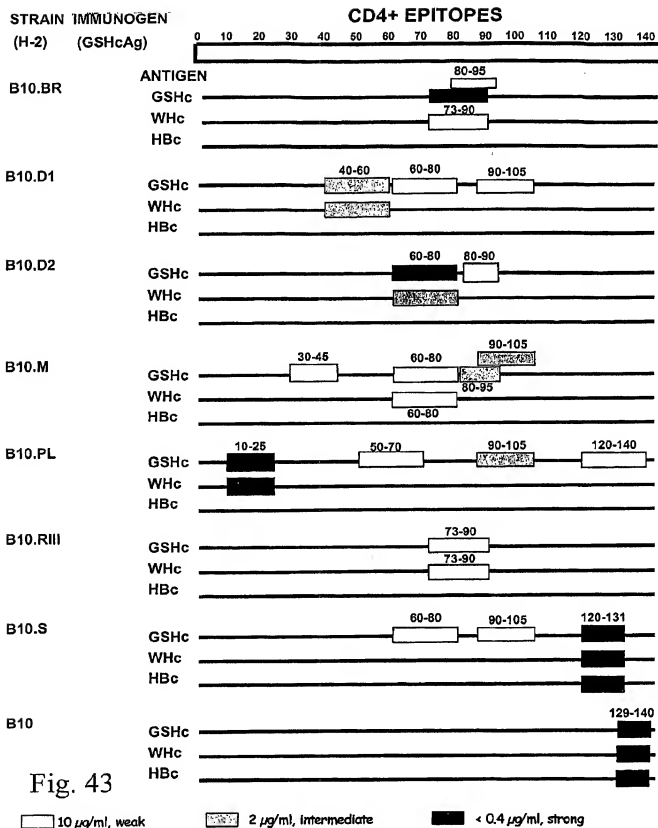 STRAIN IMMUNOGEN CD4+ EPITOPES
(H-2) (GSHcAg) 10 20 30 40 50 60 70 80 90 100 110 120 130 140
ANTIGEN 80-95
B10.BR GSHc
WHc 73-90
HBc
B10.D1 40-60 60-80 90-105
GSHc
WHc
HBc
B10.D2 60-80 80-90
GSHc
WHc
HBc
90-105
B10.M 30-45 60-80
GSHc
WHc 80-95
HBc 60-80
B10.PL 10-25 50-70 90-105 120-140
GSHc
WHc
HBc
B10.RIII 73-90
GSHc
73-90
WHc
HBc
B10.S 60-80 90-105 120-131
GSHc
WHc
HBc
129-140
B10 GSHc
WHc
HBc
Fig. 43
10 µg/ml, weak 2 µg/ml, intermediate < 0.4 µg/ml, strong